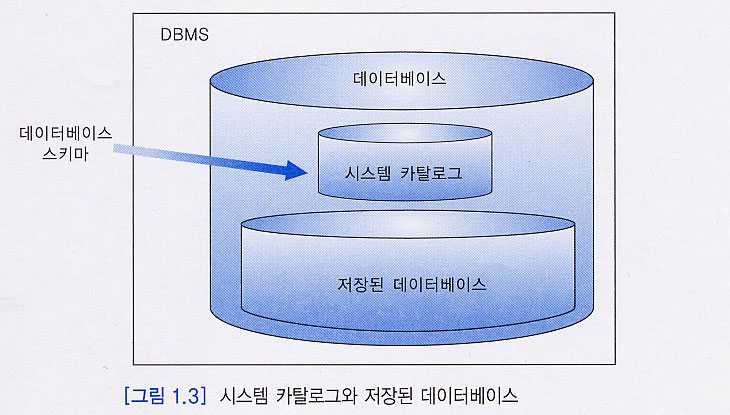 DBMS
데이터베이스
데이터베이스
스키마
시스템 카탈로그
저장된 데이터베이스
[그림 1.3] 시스템 카탈로그와 저장된 데이터베이스